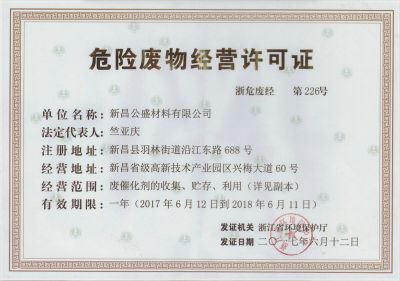 危险废物经营许可证
浙危废经 第226号
单位名称：新昌公盛材料有限公司
法定代表人：竺亚庆
注册地址：新昌县羽林街道沿江东路688号
经营地址：新昌省级高新技术产业园区兴梅大道60号
经营范围：废催化剂的收集、贮存、利用（详见副本）
有效期限：一年（2017年6月12日到2018年6月11日）
发证机关 浙江省环境保护厅
发证日期 二〇一七年六月十二日